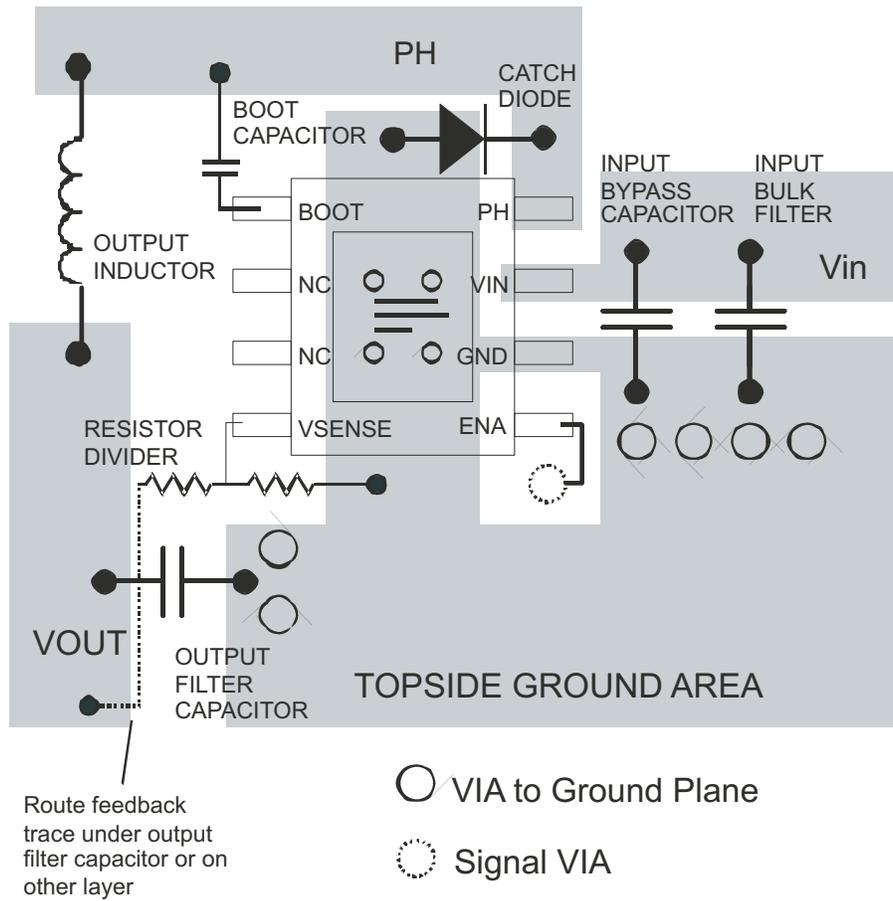 PH
CATCH
DIODE
BOOT
CAPACITOR
INPUT
BYPASS
CAPACITOR
INPUT
BULK
FILTER
OUTPUT
INDUCTOR
BOOT
PH
Vin
NC
VIN
NC
GND
RESISTOR
DIVIDER
VSENSE
ENA
VOUT
OUTPUT
FILTER
CAPACITOR
TOPSIDE GROUND AREA
VIA to Ground Plane
Signal VIA
Route feedback
trace under output
filter capacitor or on
other layer